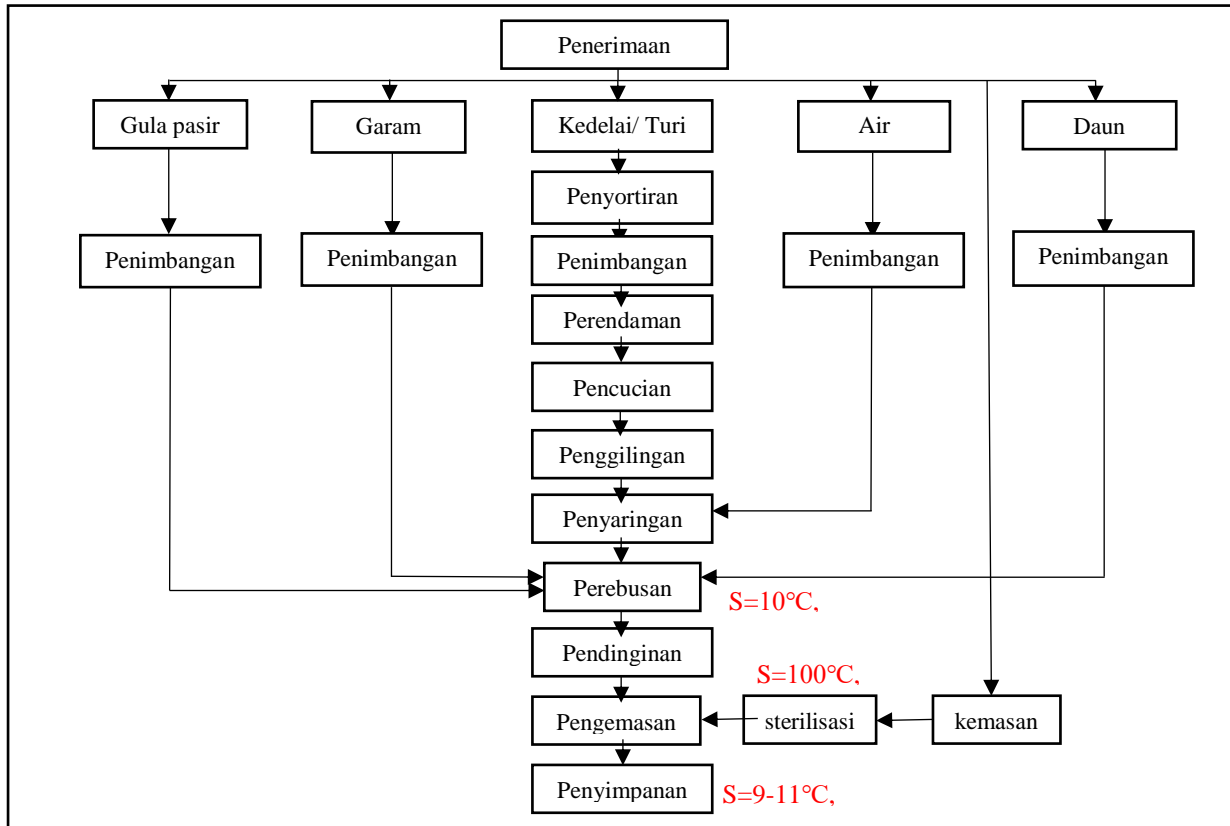 Penerimaan
Gula pasir
Garam
Kedelai/ Turi
Air
Daun
Penyortiran
Penimbangan
Penimbangan
Penimbangan
Penimbangan
Penimbangan
Perendaman
Pencucian
Penggilingan
Penyaringan
Perebusan
S=10°C,
Pendinginan
S=100°C,
Pengemasan
sterilisasi
kemasan
Penyimpanan
S=9-11°C,